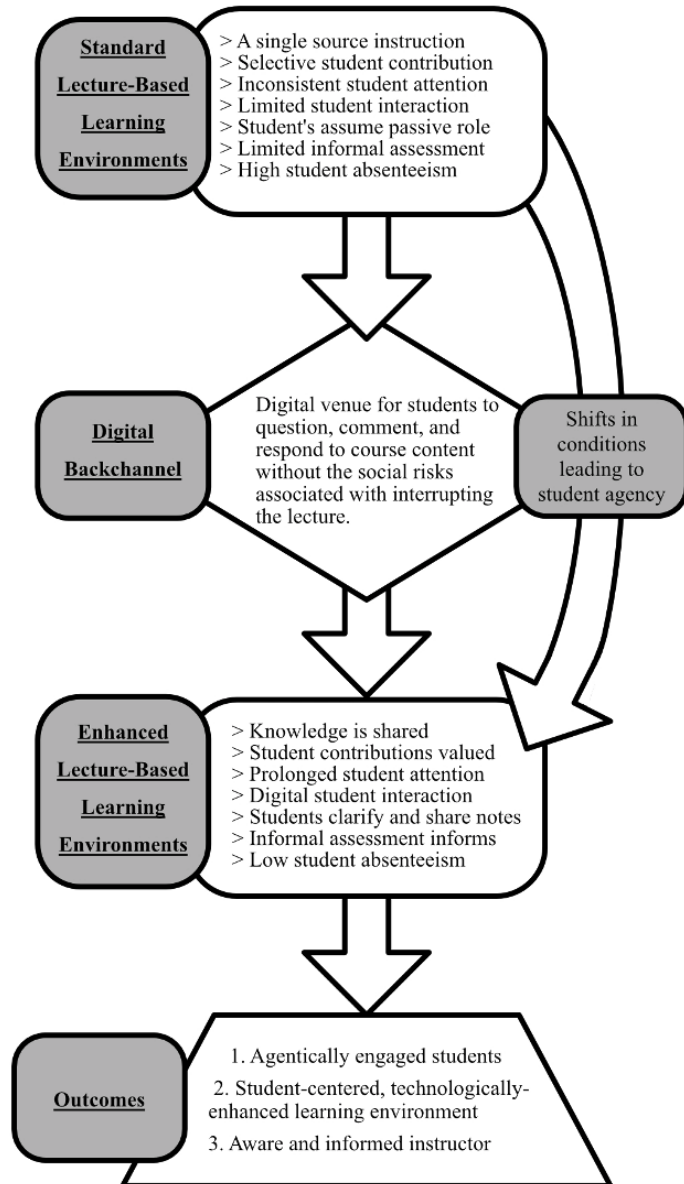 Standard
Lecture-Based
Learning
Environments
> A single source instruction
> Selective student contribution
> Inconsistent student attention
> Limited student interaction
> Student's assume passive role
> Limited informal assessment
> High student absenteeism
Digital
Backchannel
Digital venue for students to
question, comment, and
respond to course content
without the social risks
associated with interrupting
the lecture.
Shifts in
conditions
leading to
student agency
Enhanced
Lecture-Based
Learning
Environments
> Knowledge is shared
> Student contributions valued
> Prolonged student attention
> Digital student interaction
> Students clarify and share notes
> Informal assessment informs
> Low student absenteeism
Outcomes
1. Agentically engaged students
2. Student-centered, technologically-
enhanced learning environment
3. Aware and informed instructor